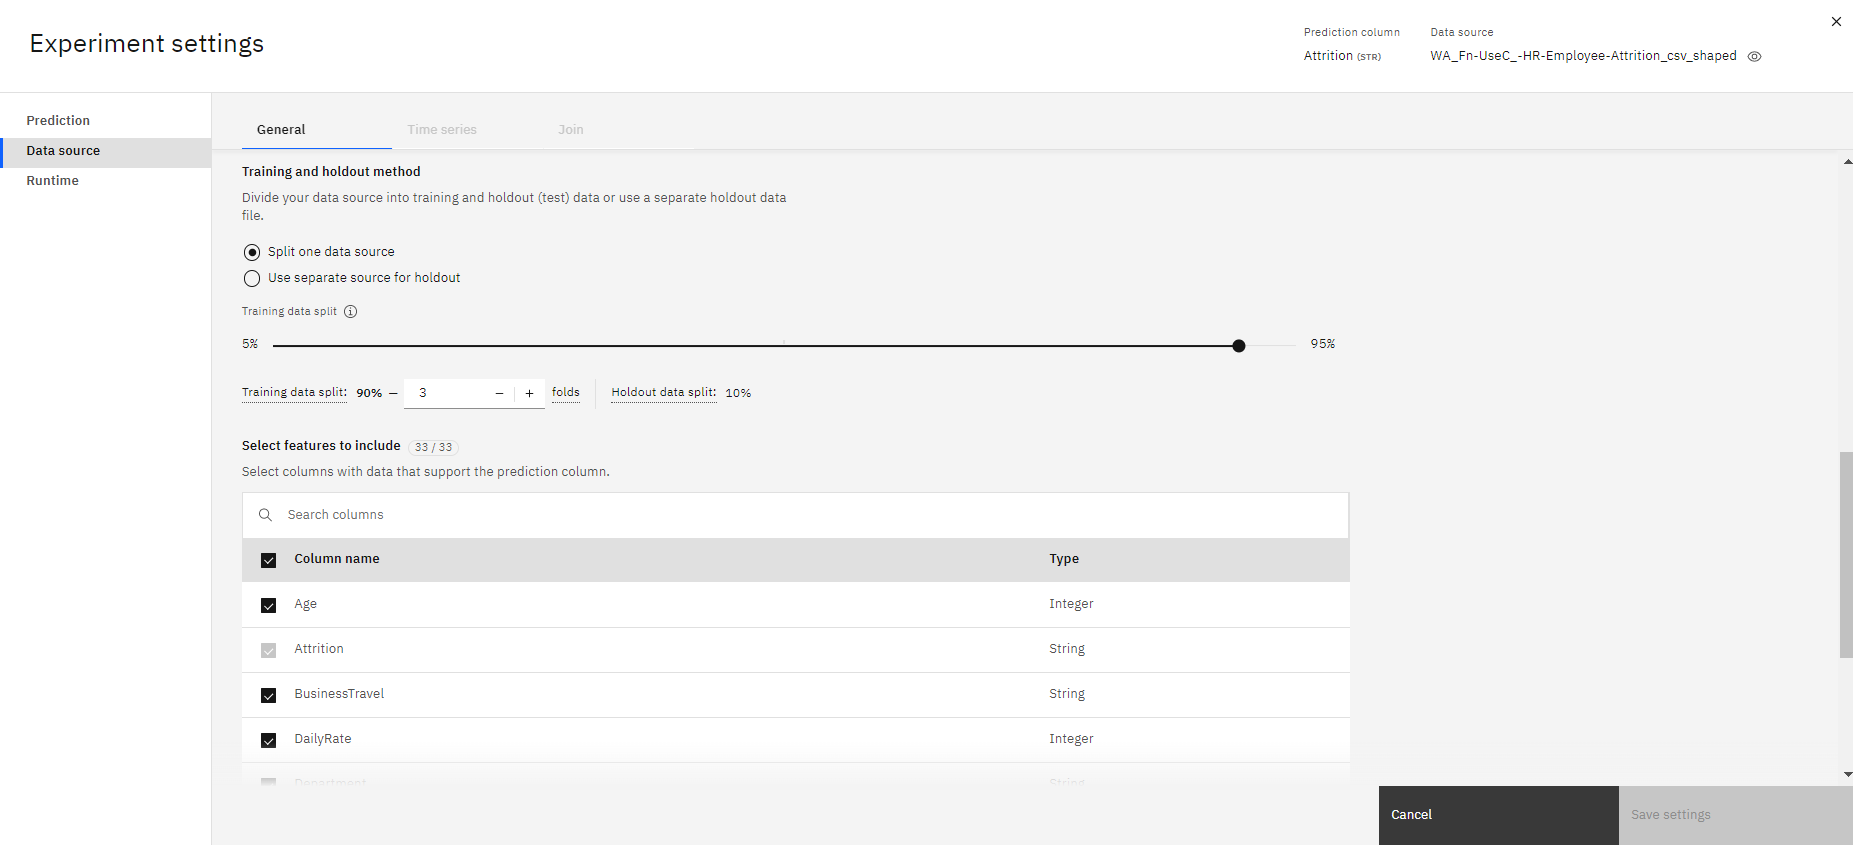 Experiment settings
Prediction column
Attrition (STR)
Data source
WA_Fn-UseC_-HR-Employee-Attrition_csv_shaped
Prediction
Data source
Runtime
General
Time series
Join
Training and holdout method
Divide your data source into training and holdout (test) data or use a separate holdout data
file.
Split one data source
Use separate source for holdout
Training data split
5%
95%
Training data split: 90% – 3 – + folds
Holdout data split: 10%
Select features to include 33 / 33
Select columns with data that support the prediction column.
Search columns
Column name Type
Age Integer
Attrition String
BusinessTravel String
DailyRate Integer
Department String
Cancel
Save settings